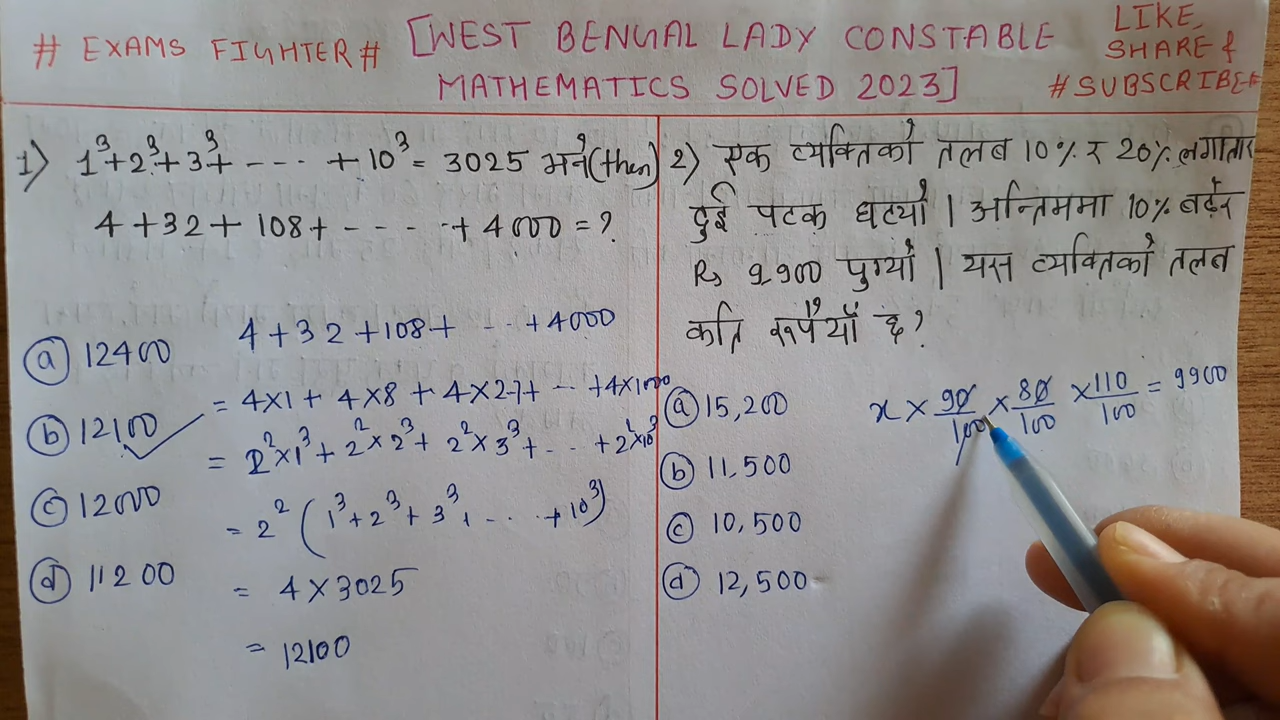 # EXAMS FIGHTER #
[WEST BENGAL LADY CONSTABLE
MATHEMATICS SOLVED 2023]
LIKE
SHARE &
#SUBSCRIBE#
1) 1³+2³+3³+ ---- +10³ = 3025 भने(then)
4+32+108+ - - - - + 4000 = ?
4+32+108+ - - +4000
= 4×1 + 4×8 + 4×27+ - - +4×1000
= 2²×1³+2²×2³+ 2²×3³+ - - + 2²×10³
= 2² (1³+2³+3³+ - - - +10³)
= 4×3025
= 12100
a 12400
b 12100
c 12000
d 11200
2) एक व्यक्तिको तलब 10% र 20% लगातार
दुई पटक घट्यो । अन्तिममा 10% बढेर
Rs 9900 पुग्यो । यस व्यक्तिको तलब
कति रूपैयाँ छ ?
x × 90/100 × 80/100 × 110/100 = 9900
a 15,200
b 11,500
c 10,500
d 12,500